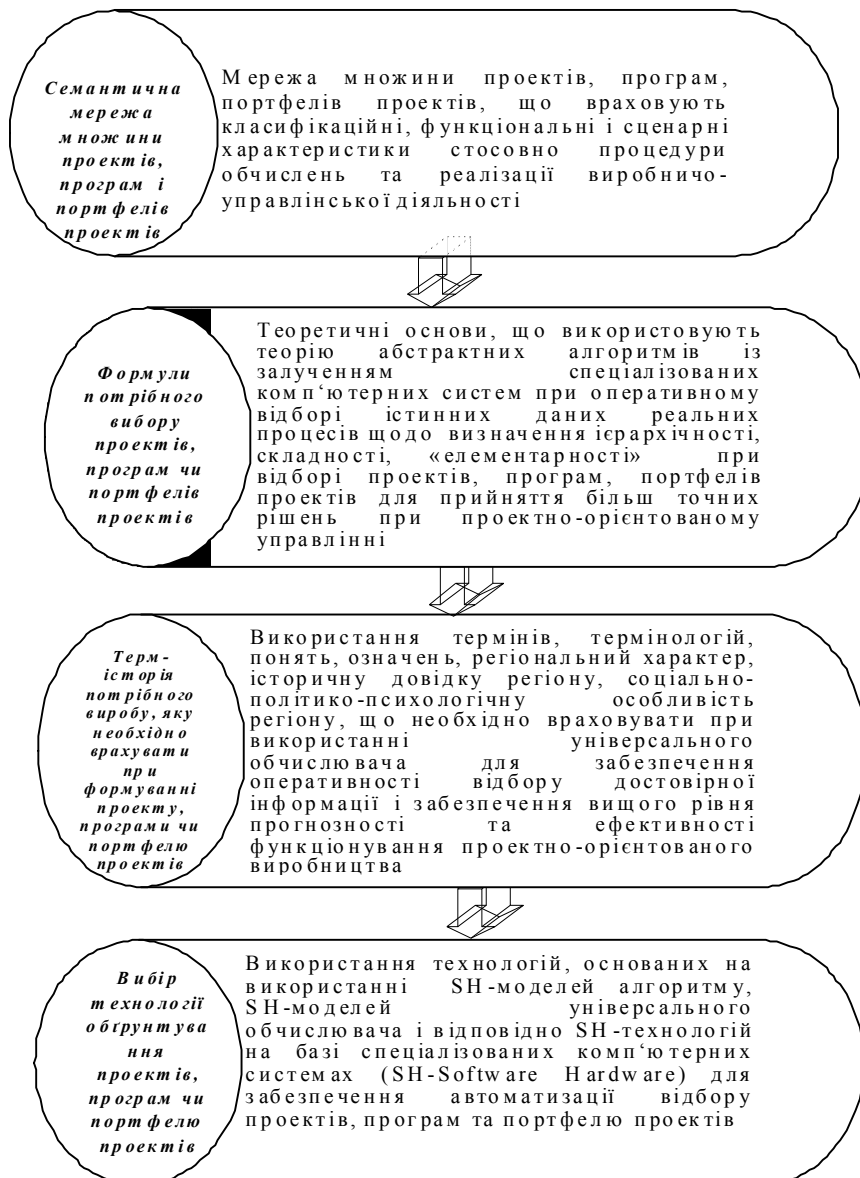 Семантична
мережа
множини
проектів,
програм і
портфелів
проектів
Мережа множини проектів, програм,
портфелів проектів, що враховують
класифікаційні, функціональні і сценарні
характеристики стосовно процедури
обчислень та реалізації виробничо-
управлінської діяльності
Формули
потрібного
вибору
проектів,
програм чи
портфелів
проектів
Теоретичні основи, що використовують
теорію абстрактних алгоритмів із
залученням спеціалізованих
комп‘ютерних систем при оперативному
відборі істинних даних реальних
процесів щодо визначення ієрархічності,
складності, «елементарності» при
відборі проектів, програм, портфелів
проектів для прийняття більш точних
рішень при проектно-орієнтованому
управлінні
Терм-
історія
потрібного
виробу, яку
необхідно
врахувати
при
формуванні
проекту,
програми чи
портфелю
проектів
Використання термінів, термінологій,
понять, означень, регіональний характер,
історичну довідку регіону, соціально-
політико-психологічну особливість
регіону, що необхідно враховувати при
використанні універсального
обчислювача для забезпечення
оперативності відбору достовірної
інформації і забезпечення вищого рівня
прогнозності та ефективності
функціонування проектно-орієнтованого
виробництва
Вибір
технології
обґрунтува
ння
проектів,
програм чи
портфелю
проектів
Використання технологій, основаних на
використанні SH-моделей алгоритму,
SH-моделей універсального
обчислювача і відповідно SH-технологій
на базі спеціалізованих комп‘ютерних
системах (SH-Software Hardware) для
забезпечення автоматизації відбору
проектів, програм та портфелю проектів